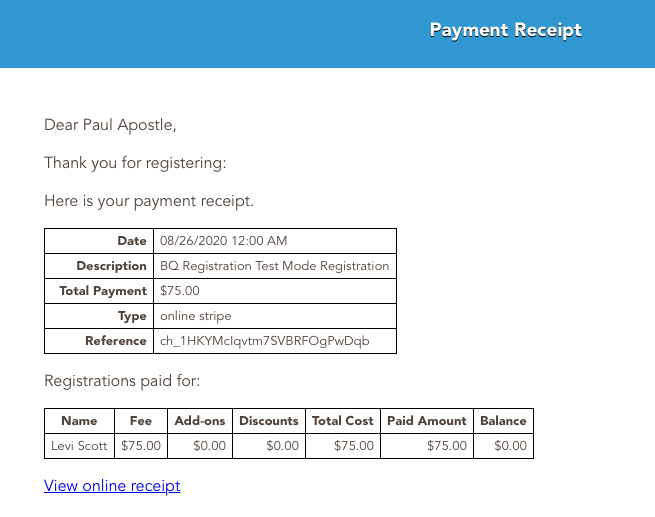 Payment Receipt
Dear Paul Apostle,
Thank you for registering:
Here is your payment receipt.
Date 08/26/2020 12:00 AM
Description BQ Registration Test Mode Registration
Total Payment $75.00
Type online stripe
Reference ch_1HKYMcIqvtm7SVBRFOgPwDqb
Registrations paid for:
Name Fee Add-ons Discounts Total Cost Paid Amount Balance
Levi Scott $75.00 $0.00 $0.00 $75.00 $75.00 $0.00
View online receipt